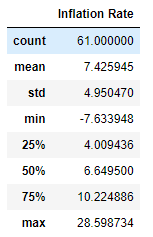 Inflation Rate
count 61.000000
mean 7.425945
std 4.950470
min -7.633948
25% 4.009436
50% 6.649500
75% 10.224886
max 28.598734